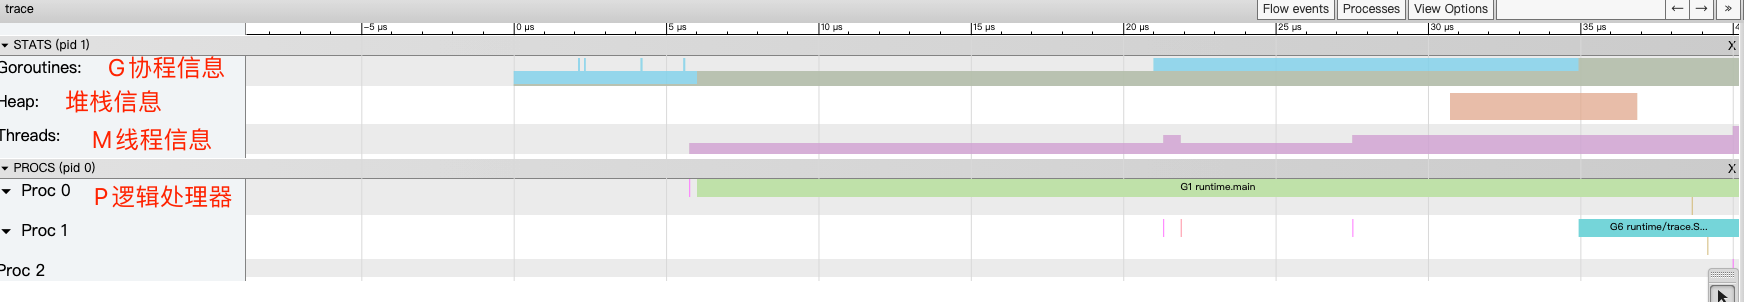 trace
Flow events Processes View Options ← → »
-5 µs 0 µs 5 µs 10 µs 15 µs 20 µs 25 µs 30 µs 35 µs 4
STATS (pid 1) X
Goroutines: G协程信息
Heap: 堆栈信息
Threads: M线程信息
PROCS (pid 0) X
Proc 0 P逻辑处理器 G1 runtime.main
Proc 1 G6 runtime/trace.S...
Proc 2